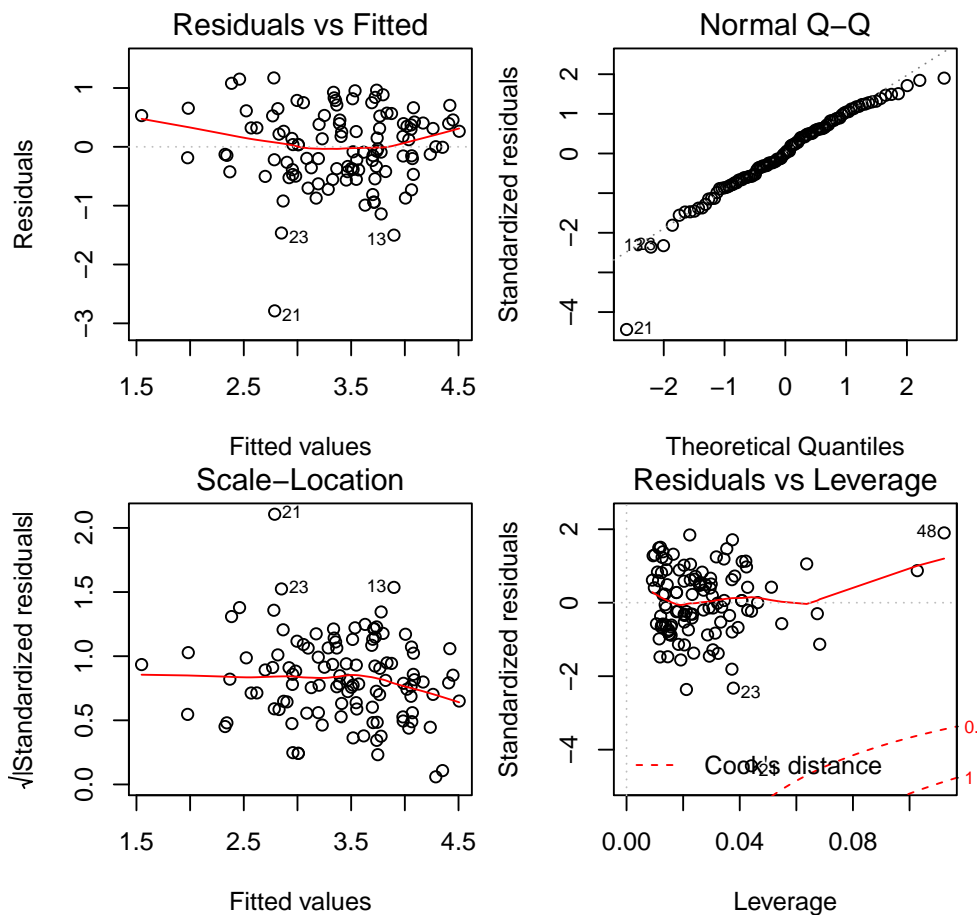 Residuals vs Fitted
Residuals
1
0
-1
-2
-3
23
13
21
1.5 2.5 3.5 4.5
Fitted values
Normal Q-Q
Standardized residuals
2
0
-2
-4
21
-2 -1 0 1 2
Theoretical Quantiles
Scale-Location
√|Standardized residuals|
2.0
1.5
1.0
0.5
0.0
21
23
13
1.5 2.5 3.5 4.5
Fitted values
Residuals vs Leverage
Standardized residuals
2
0
-2
-4
48
23
21
Cook's distance
0.
1
0.00 0.04 0.08
Leverage